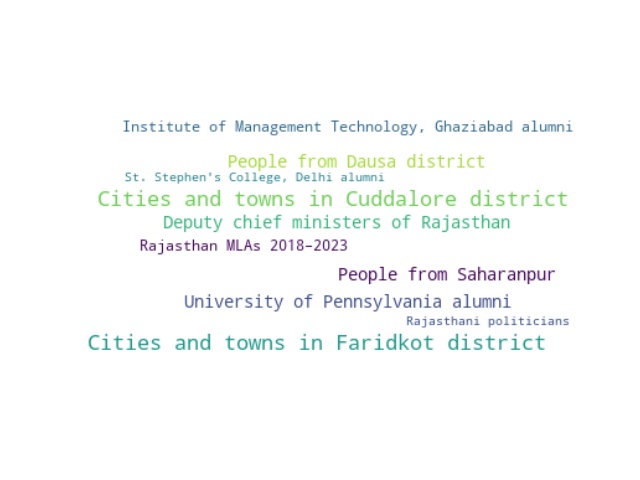 Institute of Management Technology, Ghaziabad alumni
People from Dausa district
St. Stephen's College, Delhi alumni
Cities and towns in Cuddalore district
Deputy chief ministers of Rajasthan
Rajasthan MLAs 2018–2023
People from Saharanpur
University of Pennsylvania alumni
Rajasthani politicians
Cities and towns in Faridkot district